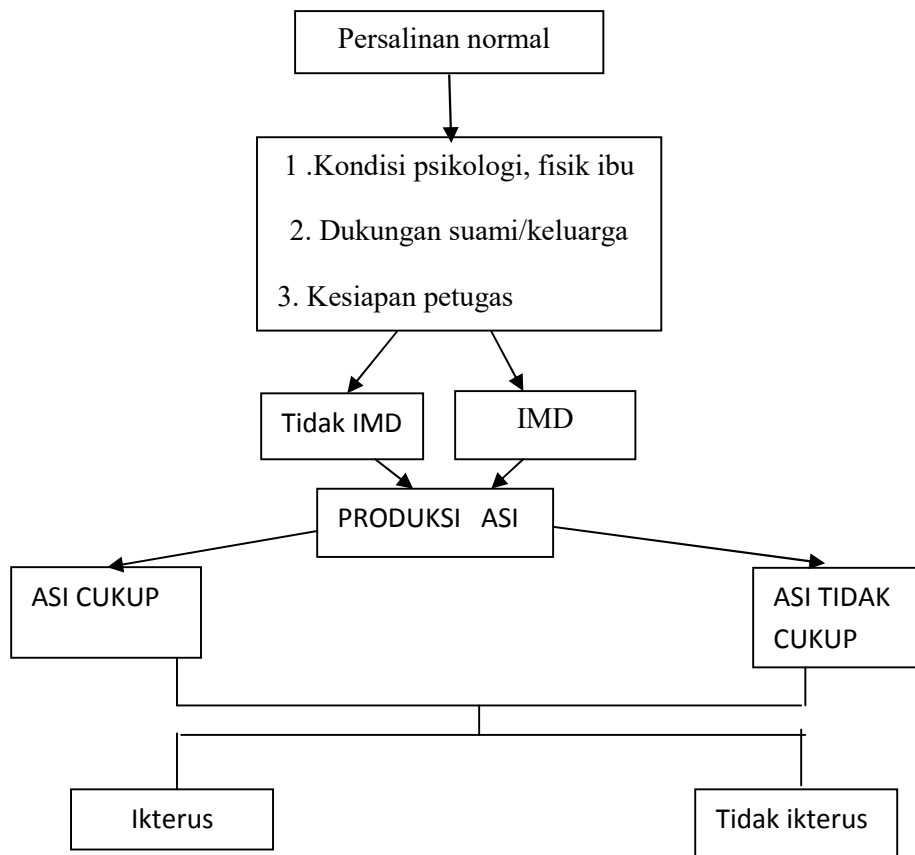 Persalinan normal
1 .Kondisi psikologi, fisik ibu
2. Dukungan suami/keluarga
3. Kesiapan petugas
Tidak IMD
IMD
PRODUKSI ASI
ASI CUKUP
ASI TIDAK
CUKUP
Ikterus
Tidak ikterus